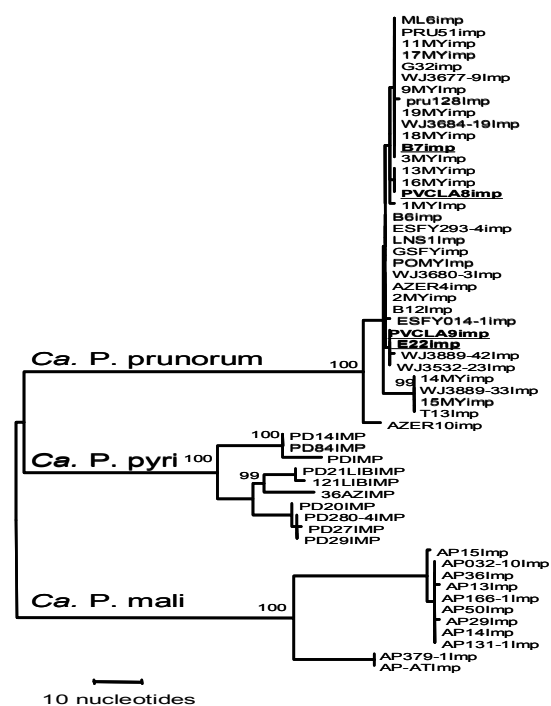 ML6imp
PRU51imp
11MYimp
17MYimp
G32imp
WJ3677-9Imp
9MYImp
pru128Imp
19MYimp
WJ3684-19Imp
18MYimp
B7imp
3MYImp
13MYimp
16MYimp
PVCLA8imp
1MYImp
B6imp
ESFY293-4imp
LNS1Imp
GSFYimp
POMYImp
WJ3680-3Imp
AZER4imp
2MYimp
B12Imp
ESFY014-1imp
PVCLA9imp
E22imp
WJ3889-42Imp
WJ3532-23Imp
14MYimp
WJ3889-33Imp
15MYimp
T13Imp
AZER10imp
Ca. P. prunorum
100
99
PD14IMP
PD84IMP
PDIMP
PD21LIBIMP
121LIBIMP
36AZIMP
PD20IMP
PD280-4IMP
PD27IMP
PD29IMP
Ca. P. pyri
100
100
99
AP15Imp
AP032-10Imp
AP36Imp
AP13Imp
AP166-1Imp
AP50Imp
AP29Imp
AP14Imp
AP131-1Imp
AP379-1Imp
AP-ATImp
Ca. P. mali
100
10 nucleotides